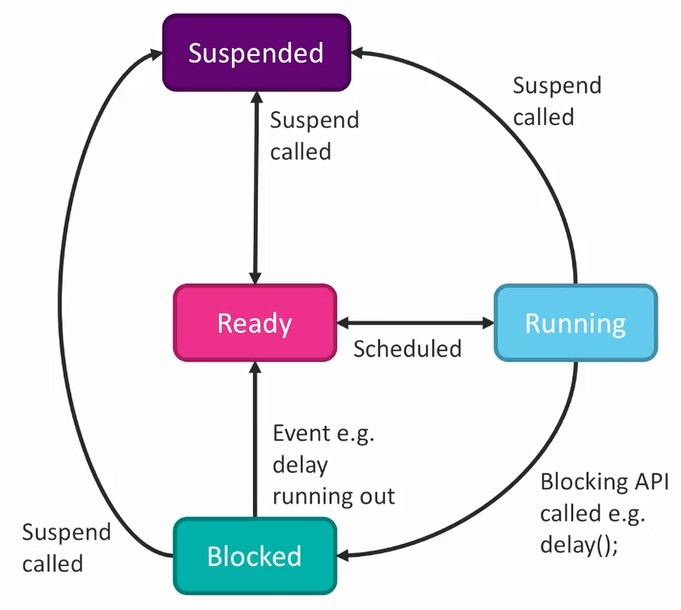 Suspended
Suspend
called
Suspend
called
Ready
Running
Scheduled
Event e.g.
delay
running out
Blocking API
called e.g.
delay();
Suspend
called
Blocked